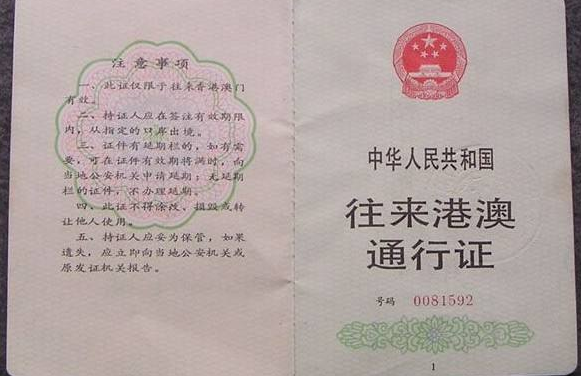 注意事项
一、此证仅限于往来香港澳门
有效。
二、持证人应在签注有效期限
内，从指定的口岸出境。
三、证件有延期栏的，如有需
要，可在证件有效期将满时，向
当地公安机关申请延期；无延期
栏的证件，不办理延期。
四、此证不得涂改、损毁或转
让他人使用。
五、持证人应妥为保管，如果
遗失，应立即向当地公安机关或
原发证机关报告。
中华人民共和国
往来港澳
通行证
号码 0081592
1